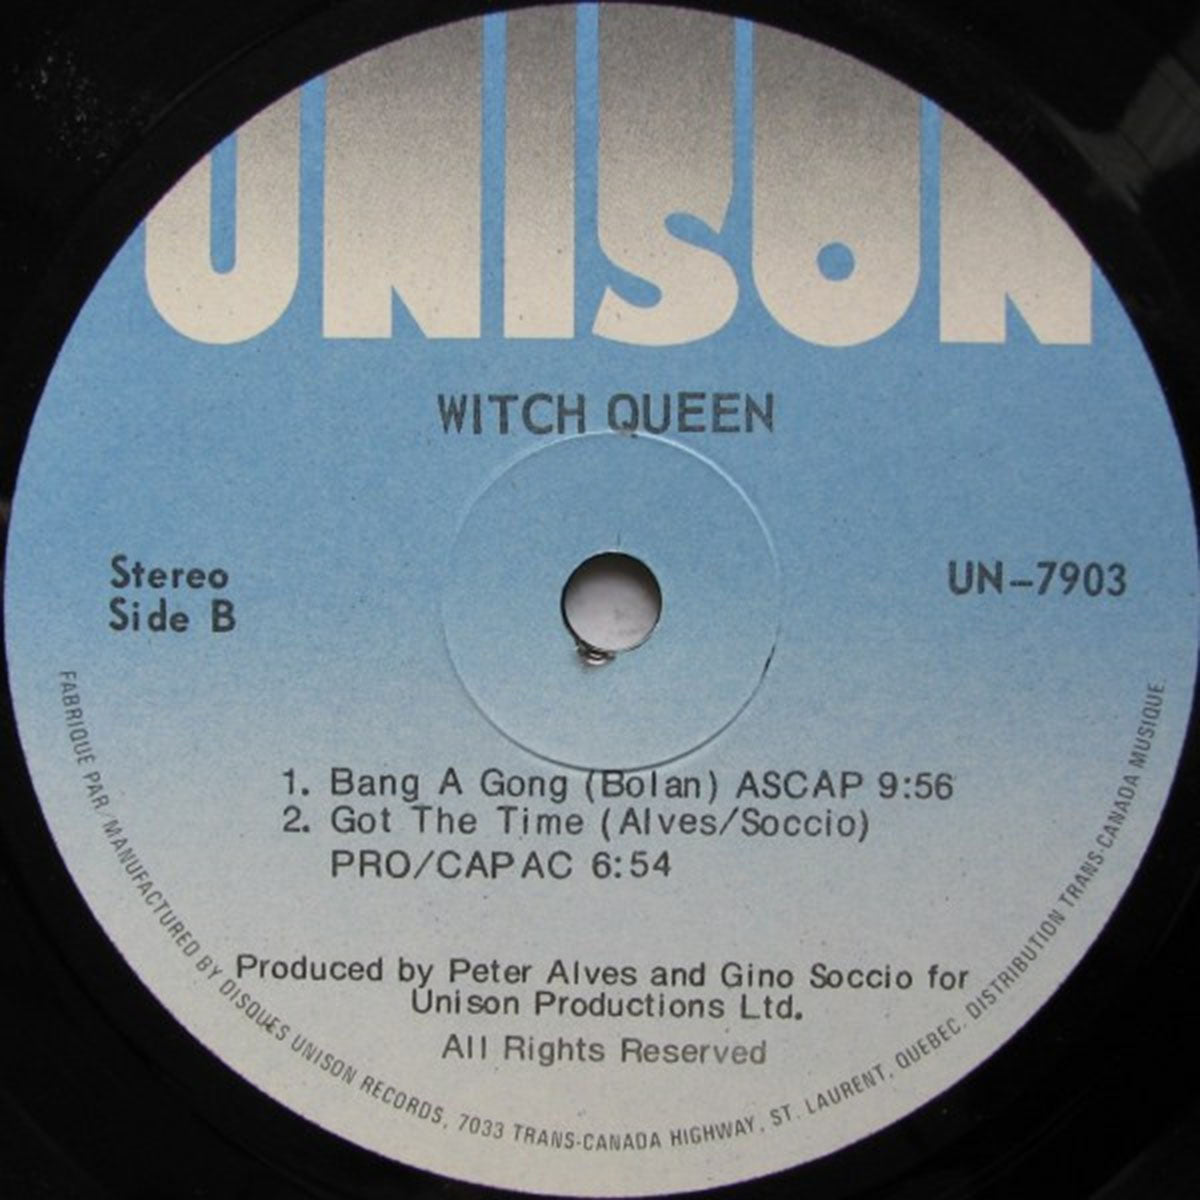 UNISON
WITCH QUEEN
Stereo
Side B
UN-7903
1. Bang A Gong (Bolan) ASCAP 9:56
2. Got The Time (Alves/Soccio)
PRO/CAPAC 6:54
Produced by Peter Alves and Gino Soccio for
Unison Productions Ltd.
All Rights Reserved
FABRIQUE PAR/MANUFACTURED BY DISQUES UNISON RECORDS, 7033 TRANS-CANADA HIGHWAY, ST. LAURENT, QUEBEC. DISTRIBUTION TRANS-CANADA MUSIQUE